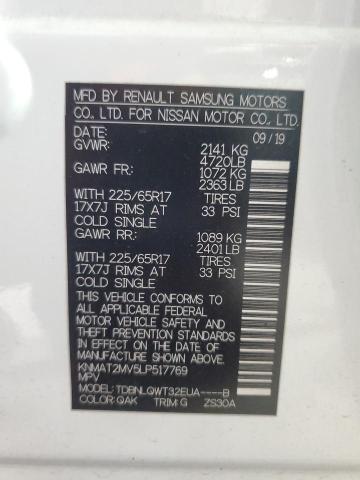 MFD BY RENAULT SAMSUNG MOTORS
CO., LTD. FOR NISSAN MOTOR CO., LTD.
DATE: 09/19
GVWR: 2141 KG
4720LB
GAWR FR: 1072 KG
2363LB
WITH 225/65R17 TIRES
17X7J RIMS AT 33 PSI
COLD SINGLE
GAWR RR: 1089 KG
2401LB
WITH 225/65R17 TIRES
17X7J RIMS AT 33 PSI
COLD SINGLE
THIS VEHICLE CONFORMS TO
ALL APPLICABLE FEDERAL
MOTOR VEHICLE SAFETY AND
THEFT PREVENTION STANDARDS
IN EFFECT ON THE DATE OF
MANUFACTURE SHOWN ABOVE.
KNMAT2MV5LP517769
MPV
MODEL: TDBNLQWT32EUA----B
COLOR: QAK TRIM: G ZS30A